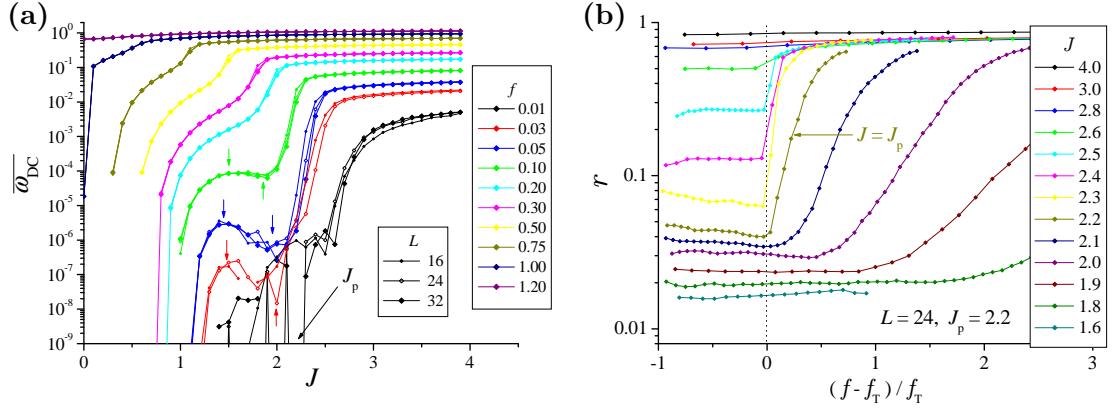 (a)
10^0
10^-1
10^-2
10^-3
10^-4
10^-5
10^-6
10^-7
10^-8
10^-9
ω_DC
0 1 2 3 4
J
f
0.01
0.03
0.05
0.10
0.20
0.30
0.50
0.75
1.00
1.20
L
16
24
32
J_p
(b)
1
0.1
0.01
r
-1 0 1 2 3
(f - f_T) / f_T
J = J_p
L = 24, J_p = 2.2
J
4.0
3.0
2.8
2.6
2.5
2.4
2.3
2.2
2.1
2.0
1.9
1.8
1.6